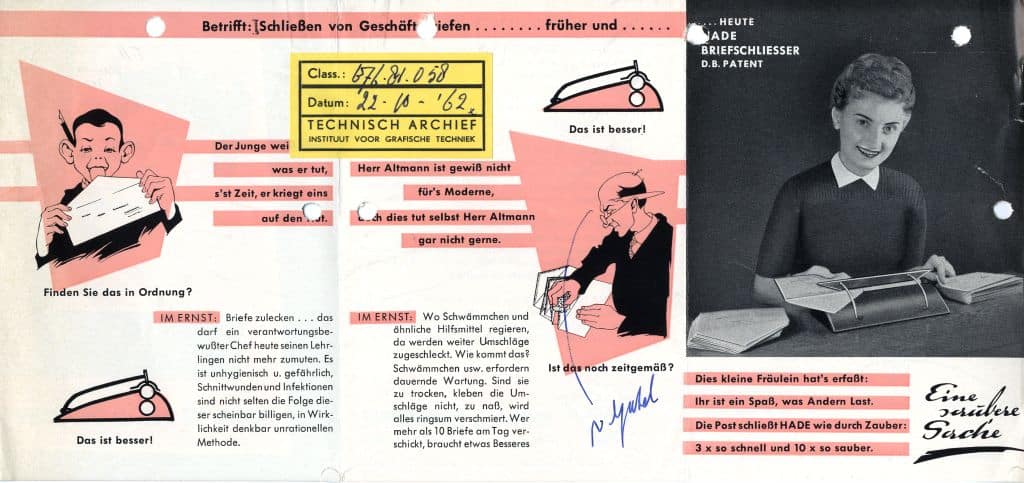 Betrifft: Schließen von Geschäftsbriefen . . . . . . . . früher und . . . . . .
Class.: 676.81.058
Datum: 22-10-'62
TECHNISCH ARCHIEF
INSTITUUT VOOR GRAFISCHE TECHNIEK
Der Junge wei
was er tut,
s'st Zeit, er kriegt eins
auf den Hut.
Finden Sie das in Ordnung?
IM ERNST: Briefe zulecken . . . das
darf ein verantwortungsbe-
wußter Chef heute seinen Lehr-
lingen nicht mehr zumuten. Es
ist unhygienisch u. gefährlich,
Schnittwunden und Infektionen
sind nicht selten die Folge die-
ser scheinbar billigen, in Wirk-
lichkeit denkbar unrationellen
Methode.
Das ist besser!
Das ist besser!
Herr Altmann ist gewiß nicht
für's Moderne,
doch dies tut selbst Herr Altmann
gar nicht gerne.
IM ERNST: Wo Schwämmchen und
ähnliche Hilfsmittel regieren,
da werden weiter Umschläge
zugeschleckt. Wie kommt das?
Schwämmchen usw. erfordern
dauernde Wartung. Sind sie
zu trocken, kleben die Um-
schläge nicht, zu naß, wird
alles ringsum verschmiert. Wer
mehr als 10 Briefe am Tag ver-
schickt, braucht etwas Besseres
Ist das noch zeitgemäß?
. . . . HEUTE
HADE
BRIEFSCHLIESSER
D.B. PATENT
Dies kleine Fräulein hat's erfaßt:
Ihr ist ein Spaß, was Andern Last.
Die Post schließt HADE wie durch Zauber:
3 x so schnell und 10 x so sauber.
Eine
saubere
Sache